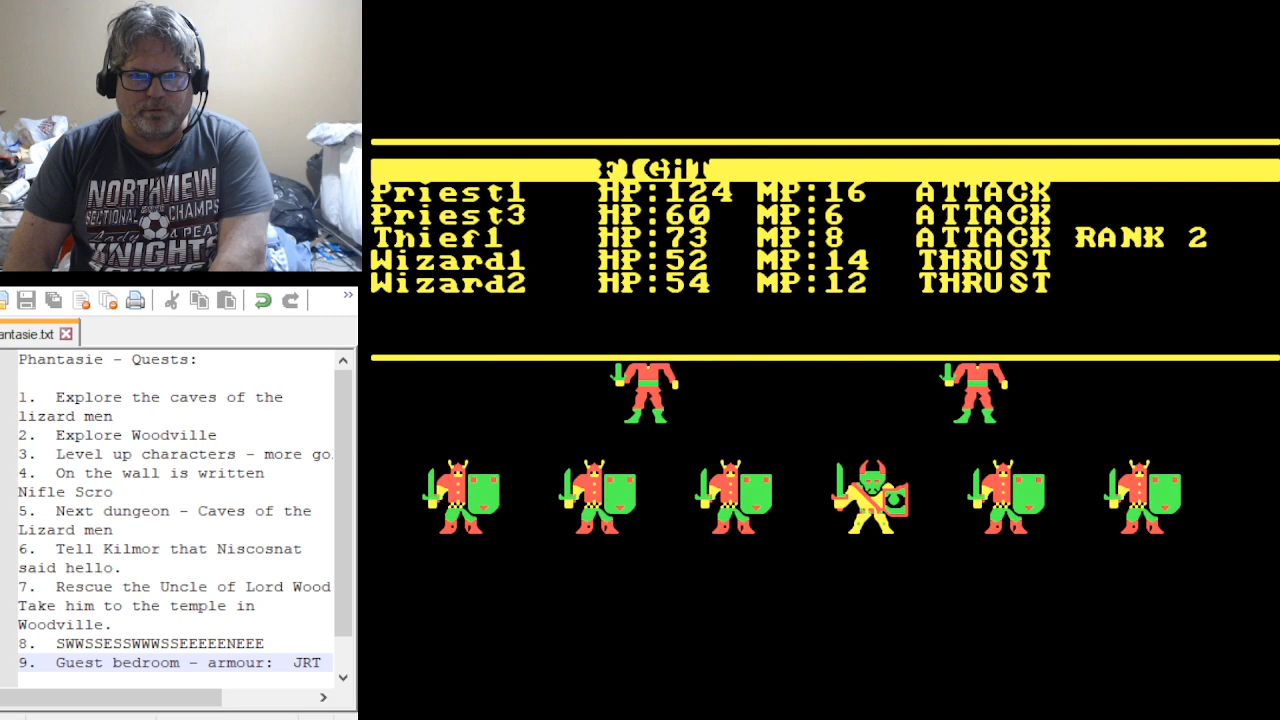 NORTHVIEW
SECTIONAL CHAMPS
KNIGHTS
FIGHT
Priest1 HP:124 MP:16 ATTACK
Priest3 HP:60 MP:6 ATTACK
Thief1 HP:73 MP:8 ATTACK RANK 2
Wizard1 HP:52 MP:14 THRUST
Wizard2 HP:54 MP:12 THRUST
antasie.txt
Phantasie - Quests:
1. Explore the caves of the
lizard men
2. Explore Woodville
3. Level up characters - more go
4. On the wall is written
Nifle Scro
5. Next dungeon - Caves of the
Lizard men
6. Tell Kilmor that Niscosnat
said hello.
7. Rescue the Uncle of Lord Wood
Take him to the temple in
Woodville.
8. SWWSSESSWWWSSEEEEENEEE
9. Guest bedroom - armour: JRT